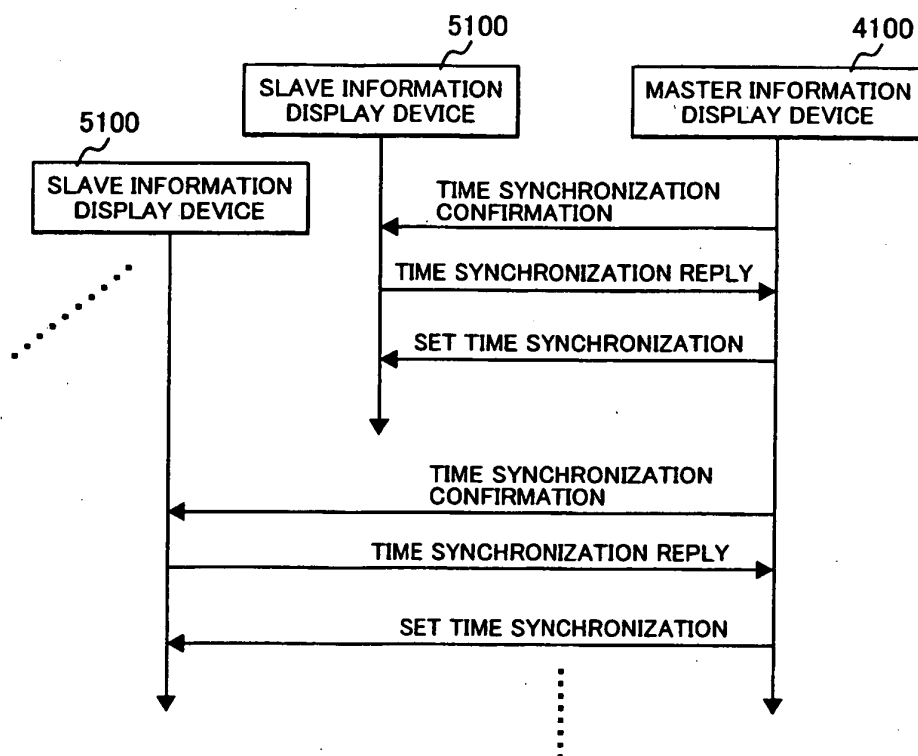 5100
4100
SLAVE INFORMATION
DISPLAY DEVICE
MASTER INFORMATION
DISPLAY DEVICE
5100
SLAVE INFORMATION
DISPLAY DEVICE
TIME SYNCHRONIZATION
CONFIRMATION
TIME SYNCHRONIZATION REPLY
SET TIME SYNCHRONIZATION
TIME SYNCHRONIZATION
CONFIRMATION
TIME SYNCHRONIZATION REPLY
SET TIME SYNCHRONIZATION